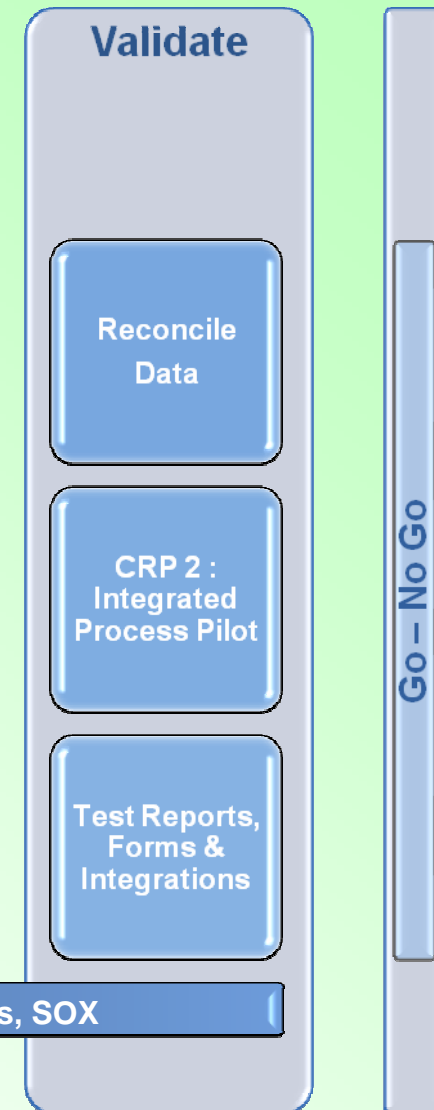 Validate
Reconcile
Data
CRP 2 :
Integrated
Process Pilot
Test Reports,
Forms &
Integrations
s, SOX
Go – No Go